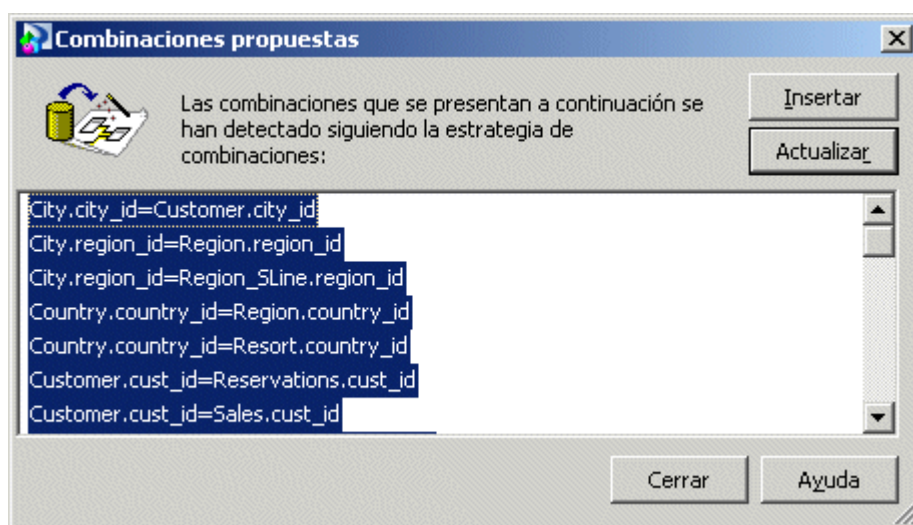 Combinaciones propuestas
Las combinaciones que se presentan a continuación se
han detectado siguiendo la estrategia de
combinaciones:
Insertar
Actualizar
City.city_id=Customer.city_id
City.region_id=Region.region_id
City.region_id=Region_SLine.region_id
Country.country_id=Region.country_id
Country.country_id=Resort.country_id
Customer.cust_id=Reservations.cust_id
Customer.cust_id=Sales.cust_id
Cerrar
Ayuda